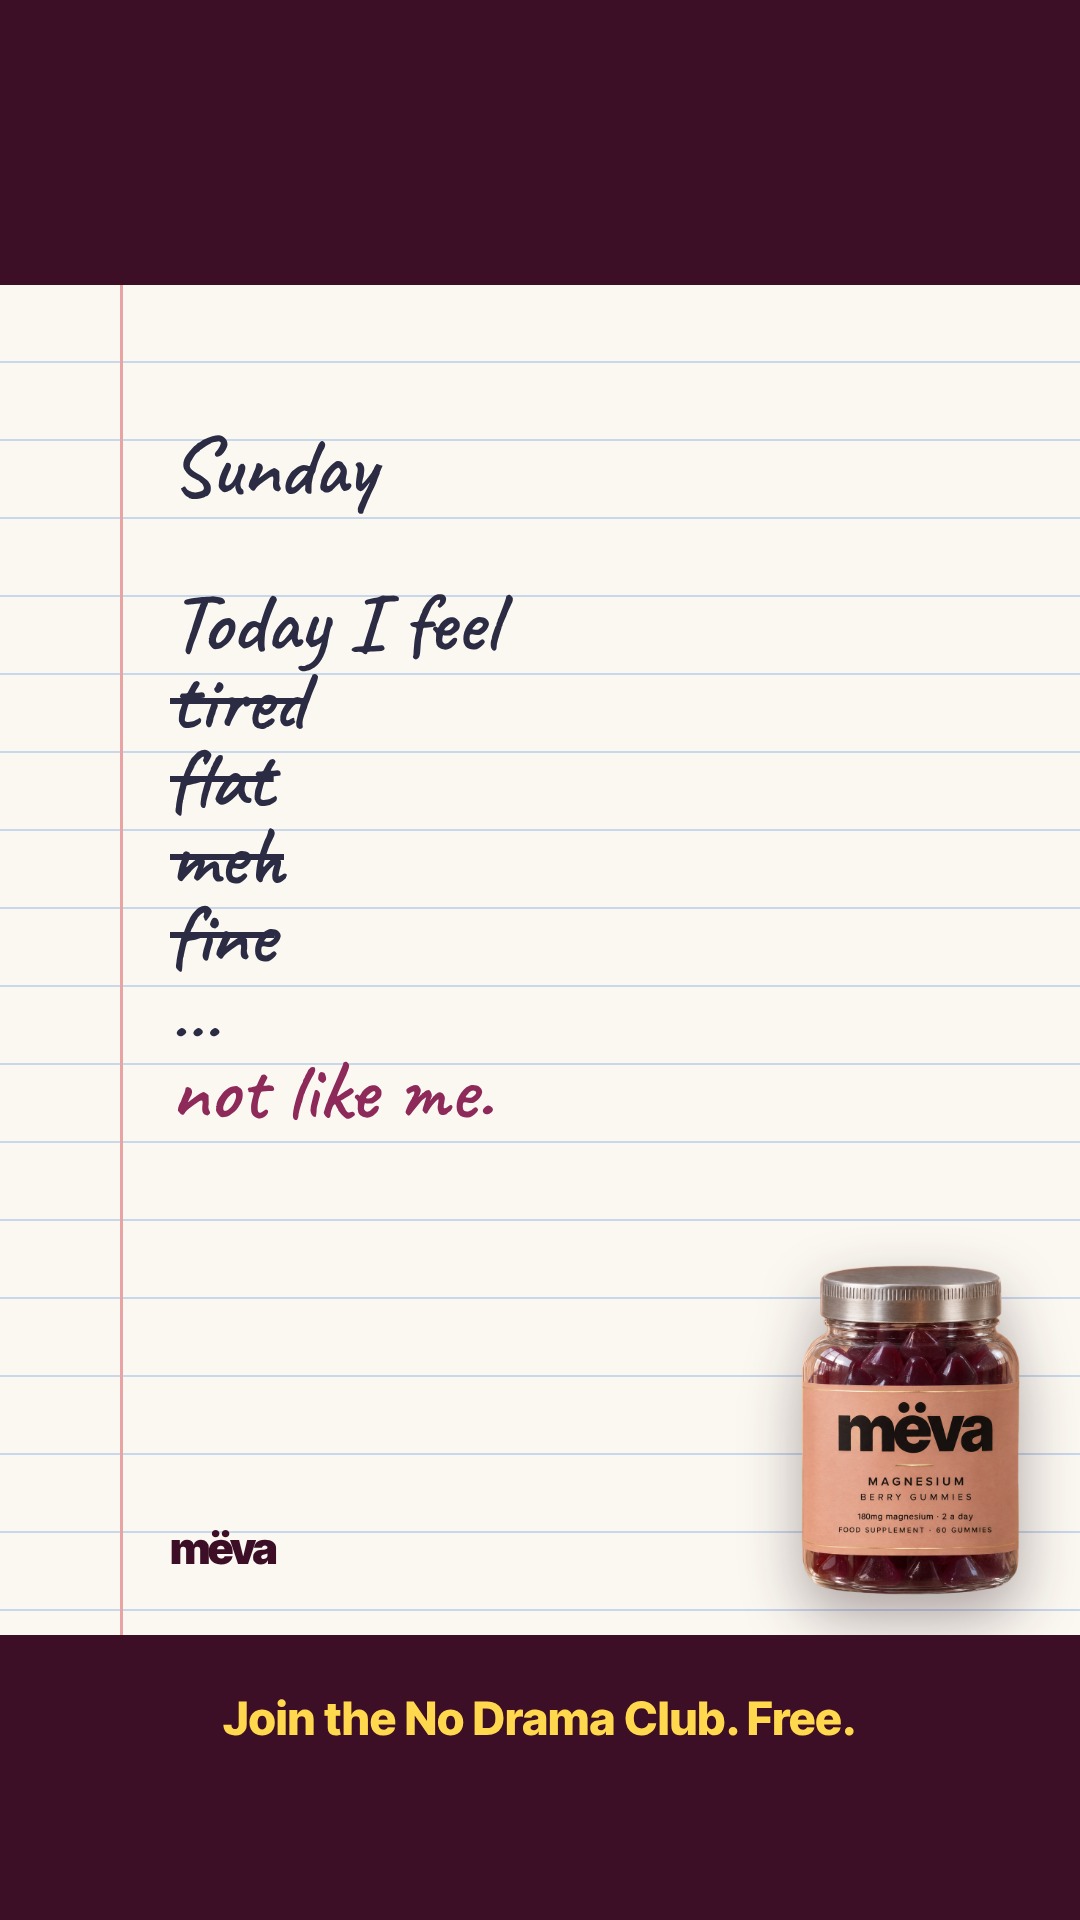 Sunday
Today I feel
tired
flat
meh
fine
...
not like me.
mëva
MAGNESIUM
BERRY GUMMIES
180mg magnesium · 2 a day
FOOD SUPPLEMENT · 60 GUMMIES
mëva
Join the No Drama Club. Free.